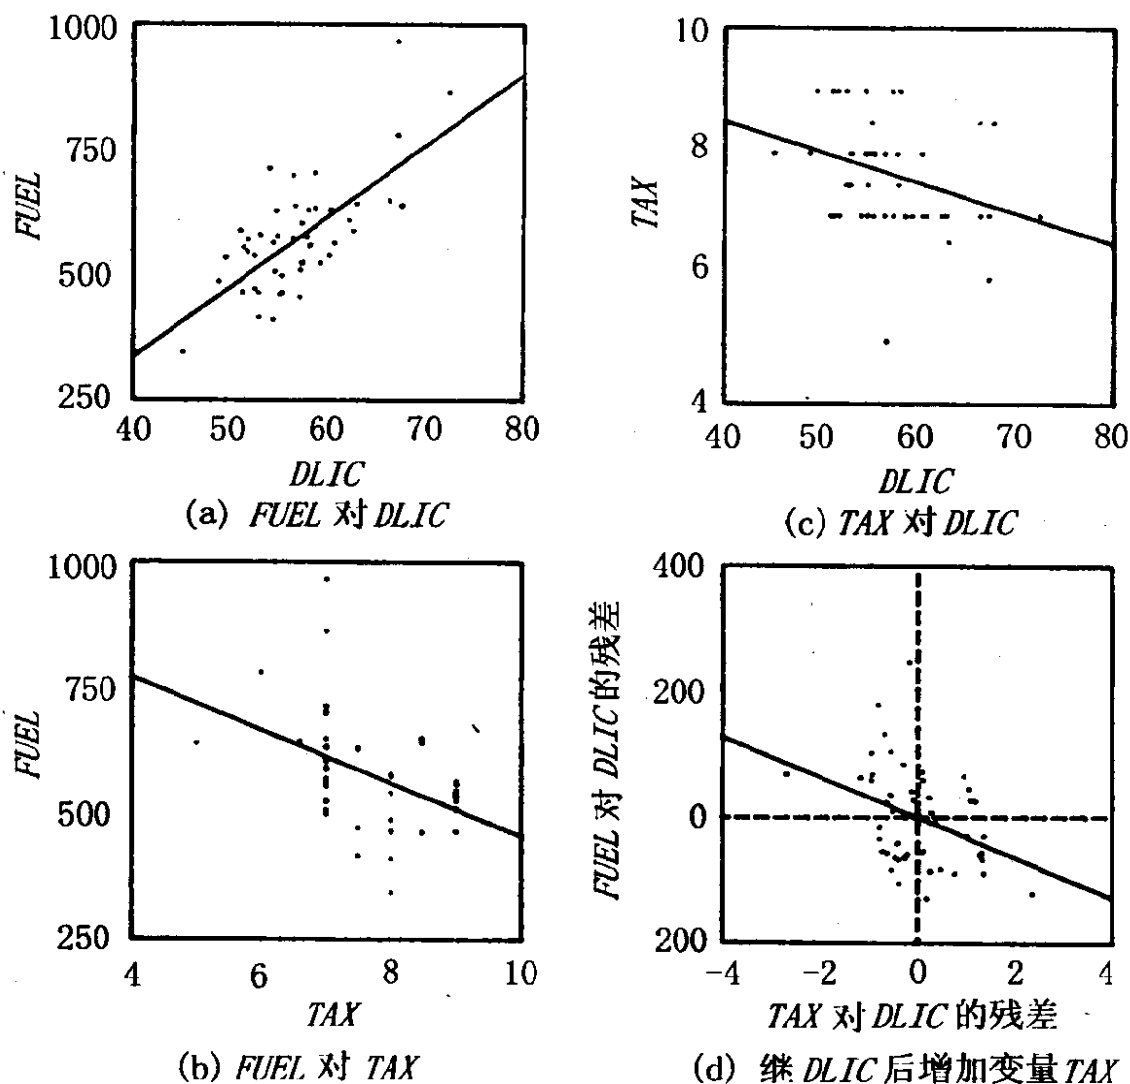 1000
750
500
250
FUEL
40 50 60 70 80
DLIC
(a) FUEL 对 DLIC
10
8
6
4
TAX
40 50 60 70 80
DLIC
(c) TAX 对 DLIC
1000
750
500
250
FUEL
4 6 8 10
TAX
(b) FUEL 对 TAX
400
200
0
200
FUEL 对 DLIC 的残差
-4 -2 0 2 4
TAX 对 DLIC 的残差
(d) 继 DLIC 后增加变量 TAX